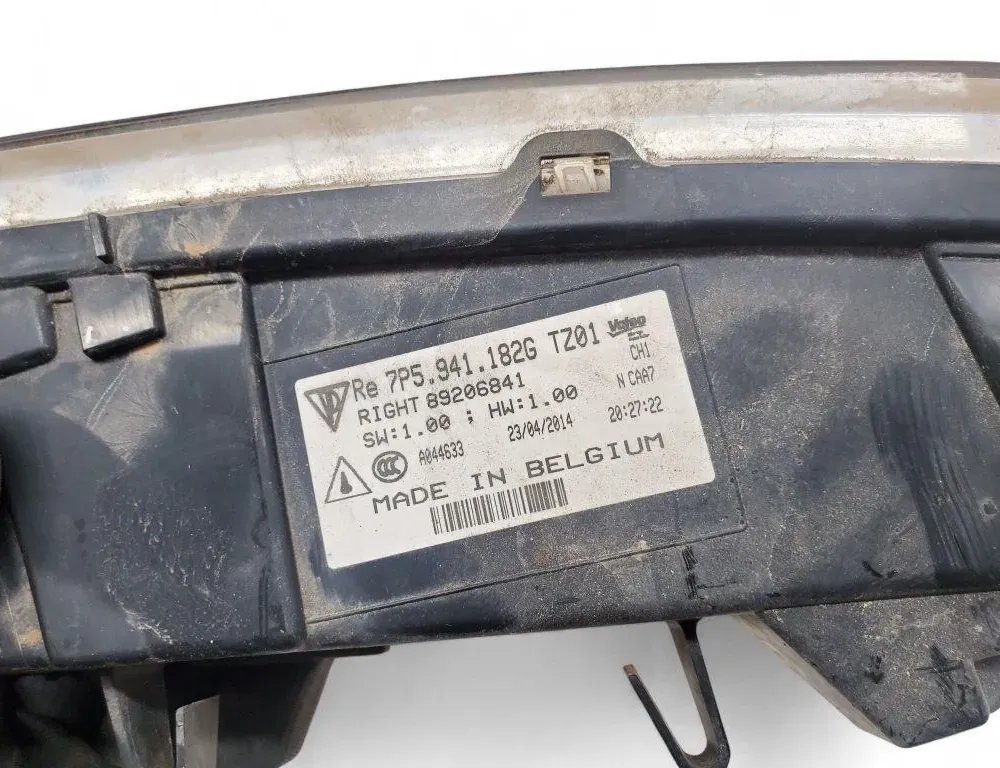 Re 7P5.941.182G TZ01 Valeo
RIGHT 89206841 CH1
SW:1.00 ; HW:1.00 N CAA7
A044633 23/04/2014 20:27:22
CCC
MADE IN BELGIUM